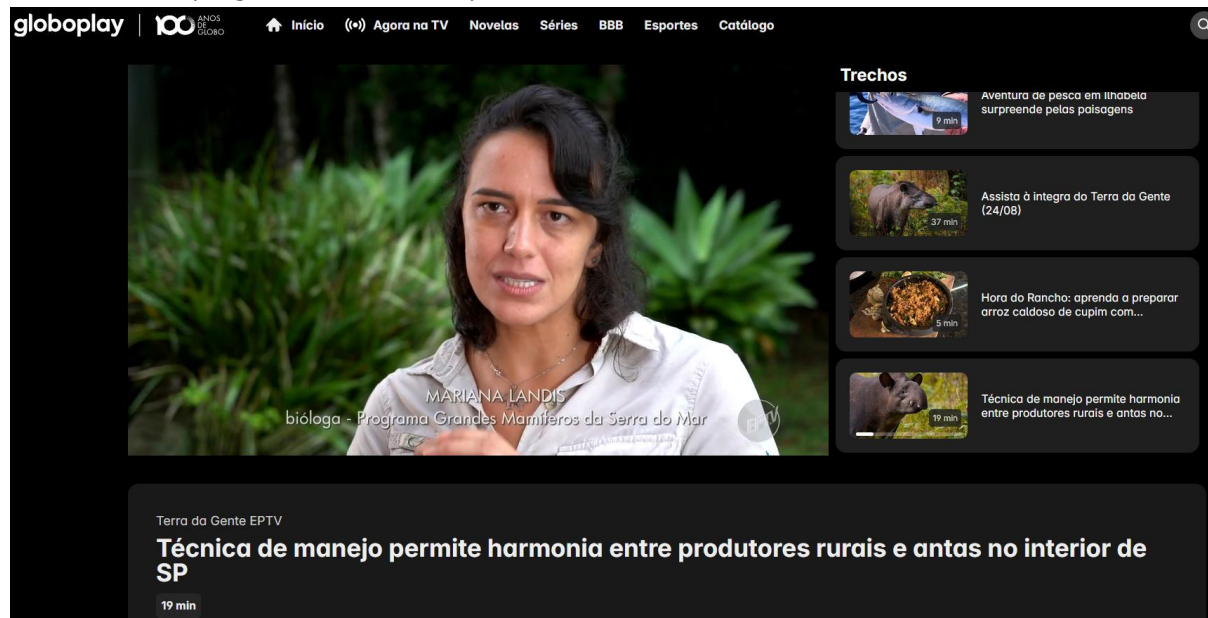 globoplay
100 ANOS
DE
GLOBO
Início
Agora na TV
Novelas
Séries
BBB
Esportes
Catálogo
Trechos
Aventura de pesca em Ilhabela
surpreende pelas paisagens
9 min
Assista à íntegra do Terra da Gente
(24/08)
37 min
Hora do Rancho: aprenda a preparar
arroz caldoso de cupim com...
5 min
Técnica de manejo permite harmonia
entre produtores rurais e antas no...
19 min
MARIANA LANDIS
bióloga - Programa Grandes Mamíferos da Serra do Mar
EPTV
Terra da Gente EPTV
Técnica de manejo permite harmonia entre produtores rurais e antas no interior de
SP
19 min